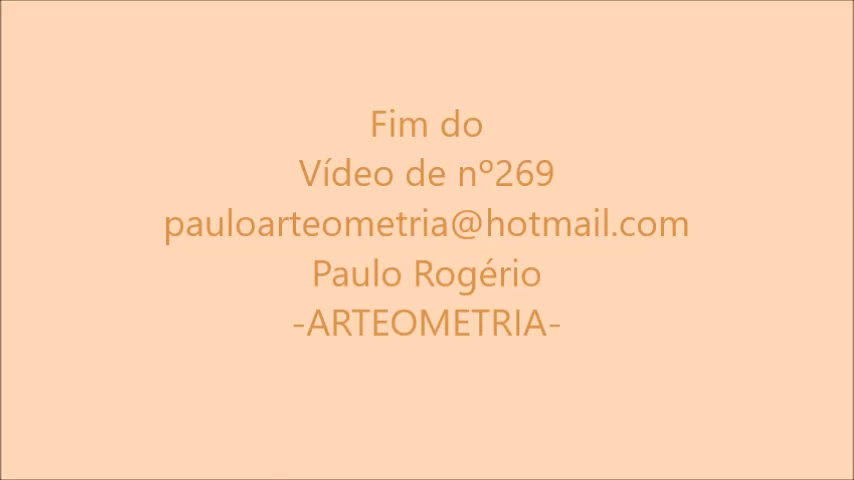 Fim do
Vídeo de nº269
pauloarteometria@hotmail.com
Paulo Rogério
-ARTEOMETRIA-